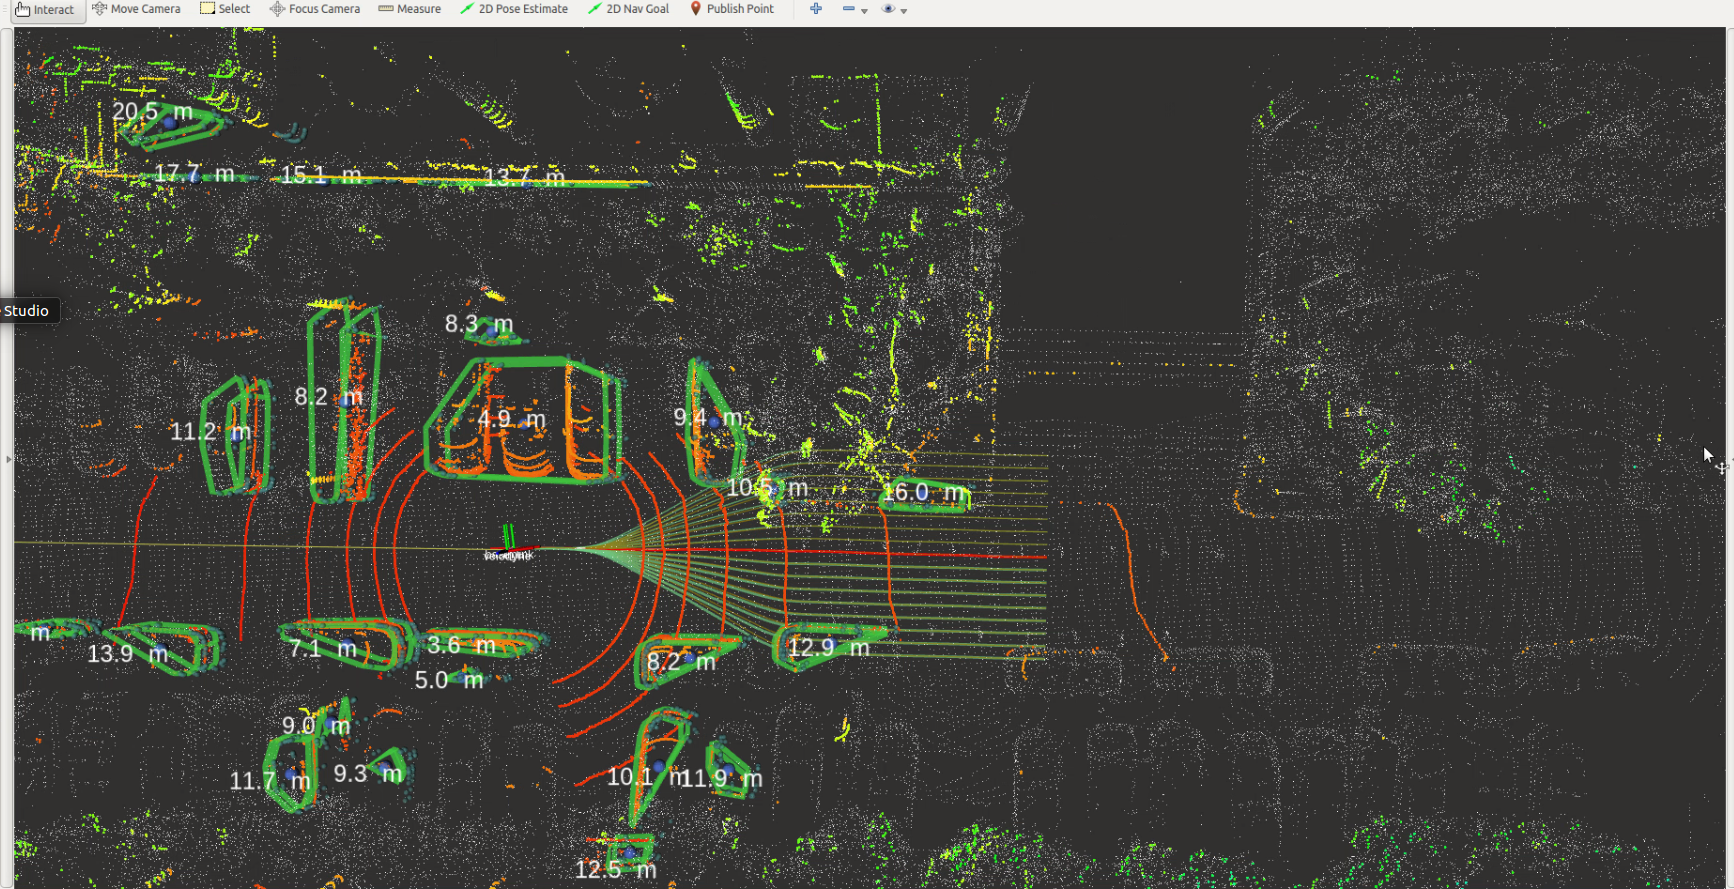 Interact Move Camera Select Focus Camera Measure 2D Pose Estimate 2D Nav Goal Publish Point
20.5 m
17.7 m 15.1 m 13.7 m
Studio
8.3 m
8.2 m
4.9 m 9.4 m
11.2 m
10.5 m 16.0 m
m
13.9 m 7.1 m 3.6 m 8.2 m 12.9 m
5.0 m
9.0 m
11.7 m 9.3 m 10.1 m 11.9 m
12.5 m